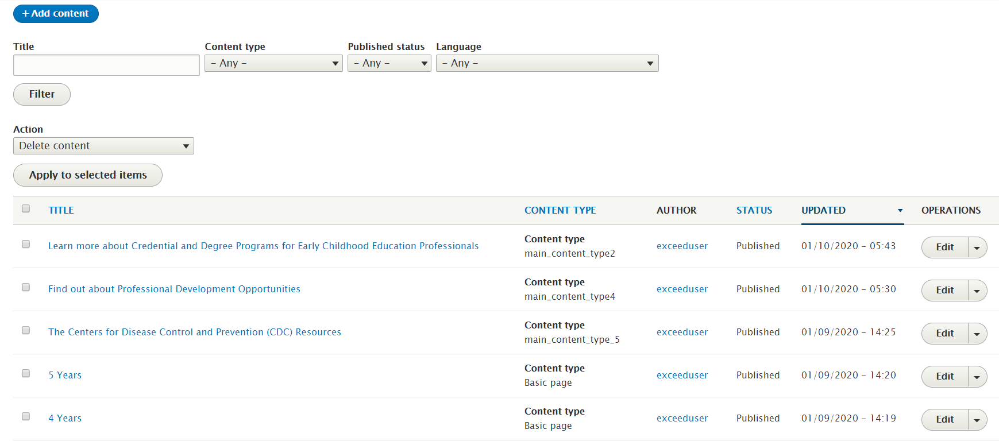 + Add content
Title Content type Published status Language
- Any - - Any - - Any -
Filter
Action
Delete content
Apply to selected items
TITLE CONTENT TYPE AUTHOR STATUS UPDATED OPERATIONS
Learn more about Credential and Degree Programs for Early Childhood Education Professionals Content type main_content_type2 exceeduser Published 01/10/2020 - 05:43 Edit
Find out about Professional Development Opportunities Content type main_content_type4 exceeduser Published 01/10/2020 - 05:30 Edit
The Centers for Disease Control and Prevention (CDC) Resources Content type main_content_type_5 exceeduser Published 01/09/2020 - 14:25 Edit
5 Years Content type Basic page exceeduser Published 01/09/2020 - 14:20 Edit
4 Years Content type Basic page exceeduser Published 01/09/2020 - 14:19 Edit